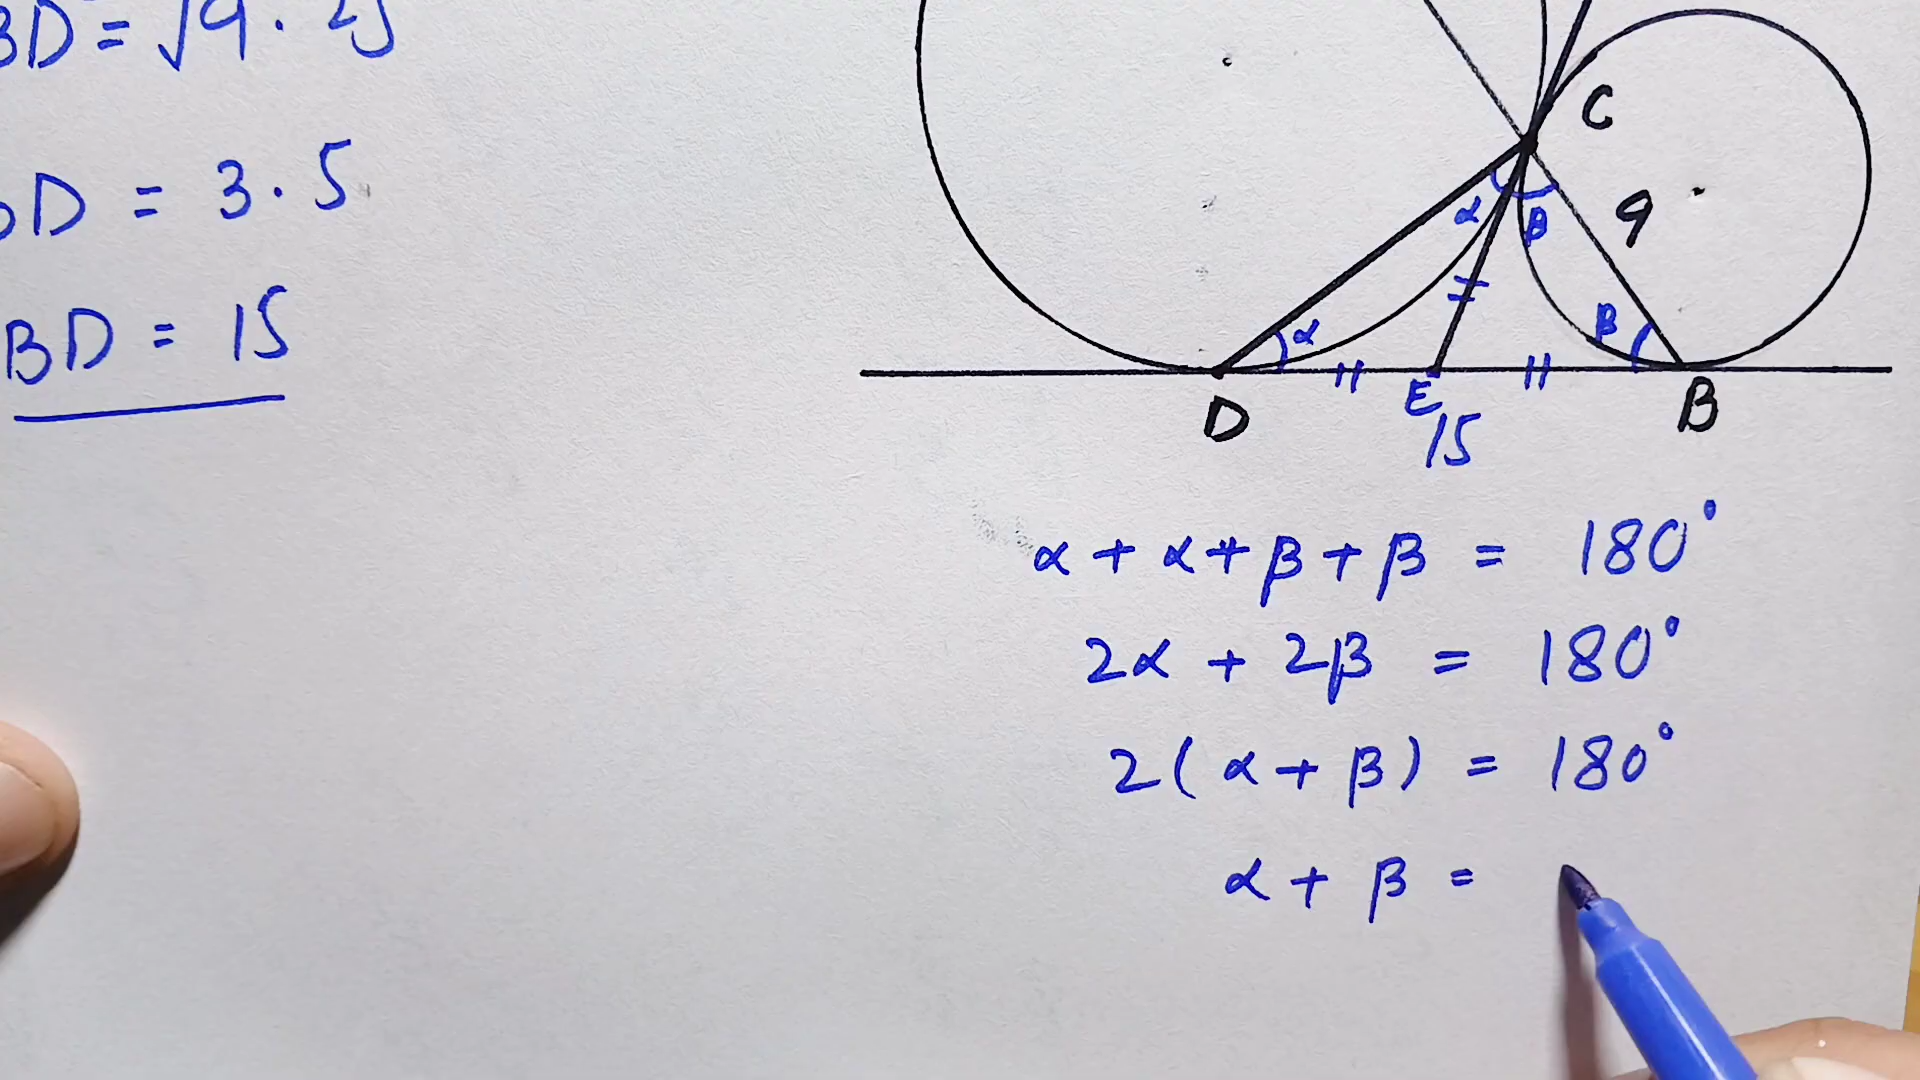 BD = √9.25
BD = 3.5
BD = 15
C
9
α β
β
α
D E B
15
α + α + β + β = 180°
2α + 2β = 180°
2(α + β) = 180°
α + β =